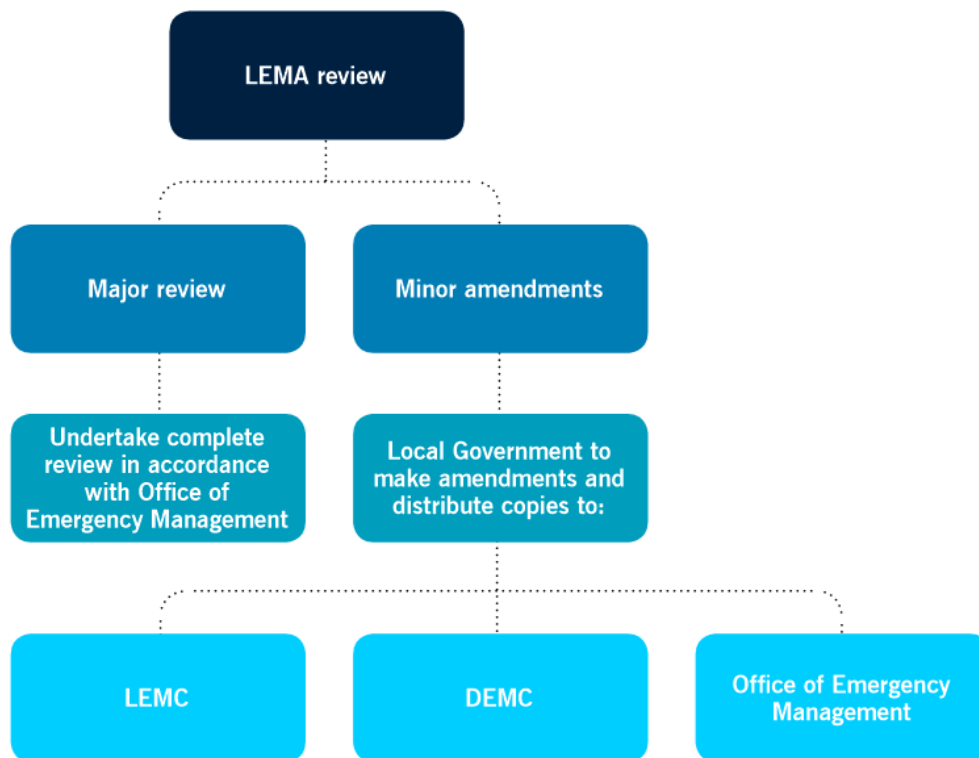 LEMA review
Major review
Minor amendments
Undertake complete
review in accordance
with Office of
Emergency Management
Local Government to
make amendments and
distribute copies to:
LEMC
DEMC
Office of Emergency
Management